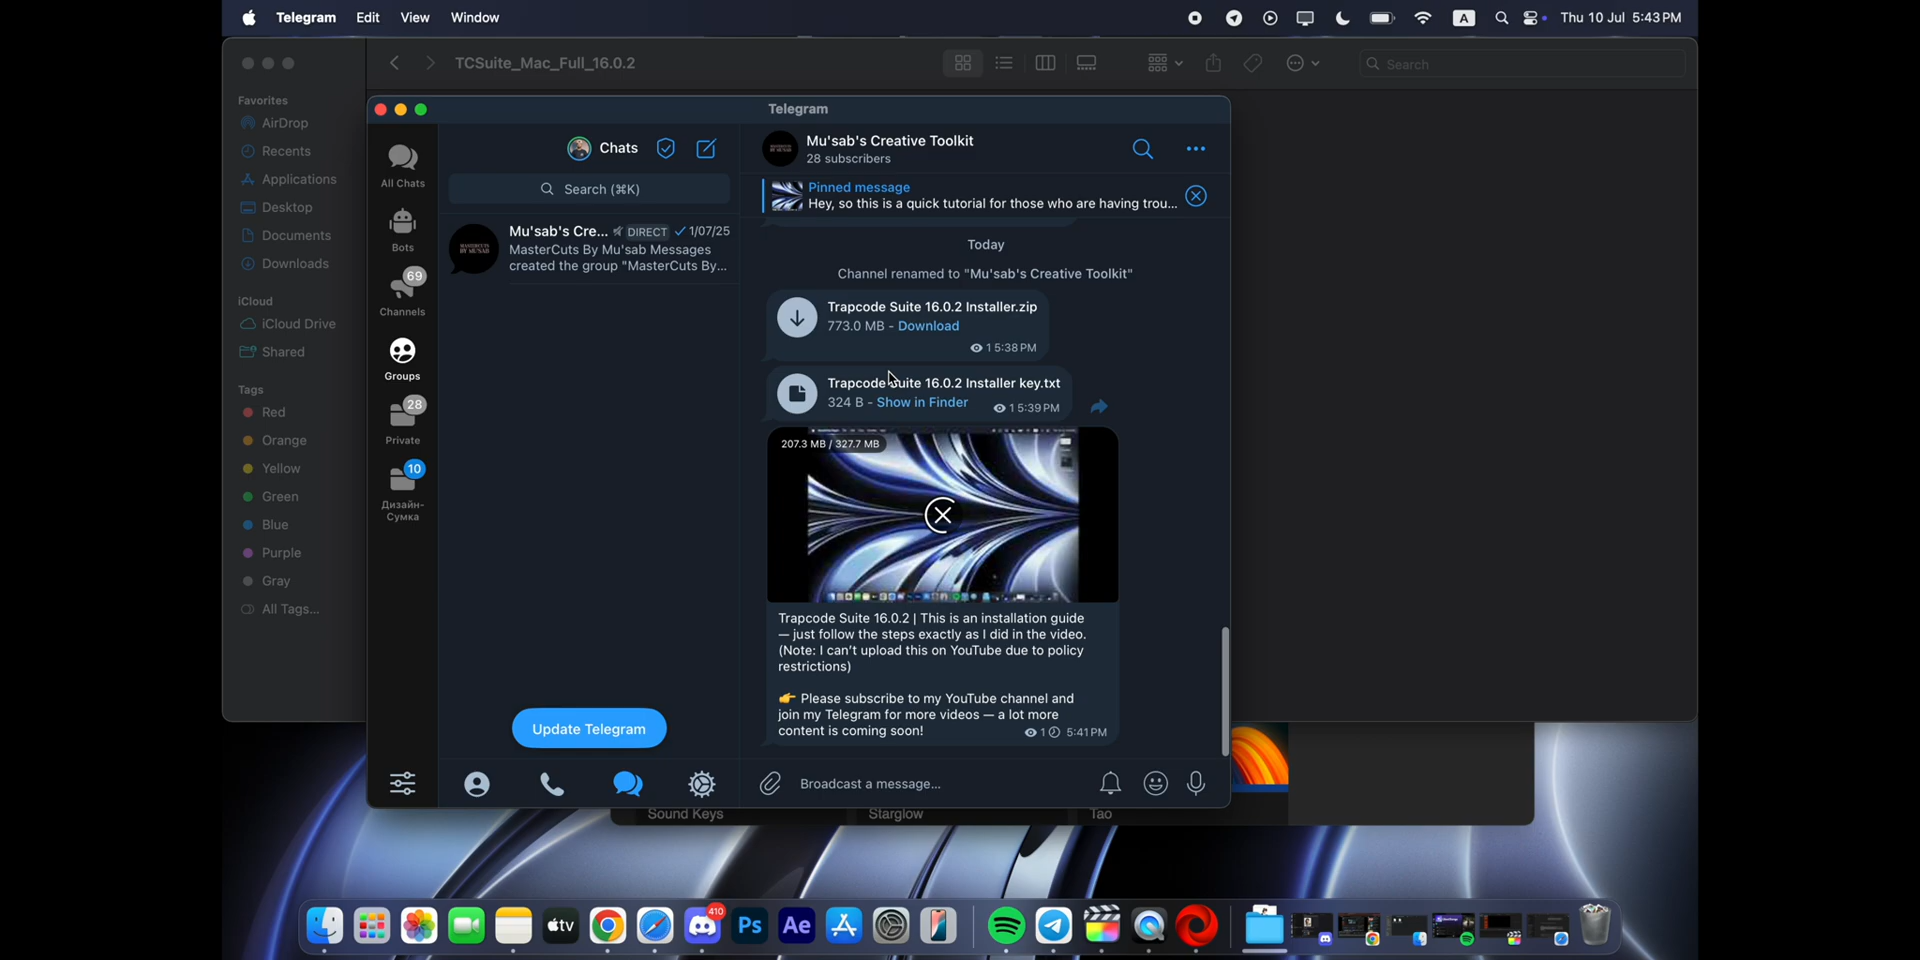 Telegram Edit View Window
A
Thu 10 Jul 5:43 PM
TCSuite_Mac_Full_16.0.2
Search
Favorites
AirDrop
Recents
Applications
Desktop
Documents
Downloads
iCloud
iCloud Drive
Shared
Tags
Red
Orange
Yellow
Green
Blue
Purple
Gray
All Tags...
Telegram
All Chats
Bots
69
Channels
Groups
28
Private
10
Дизайн-
Сумка
Chats
Search (⌘K)
Mu'sab's Cre... DIRECT 1/07/25
MasterCuts By Mu'sab Messages
created the group "MasterCuts By...
Update Telegram
Mu'sab's Creative Toolkit
28 subscribers
Pinned message
Hey, so this is a quick tutorial for those who are having trou...
Today
Channel renamed to "Mu'sab's Creative Toolkit"
Trapcode Suite 16.0.2 Installer.zip
773.0 MB - Download
1 5:38 PM
Trapcode Suite 16.0.2 Installer key.txt
324 B - Show in Finder
1 5:39 PM
207.3 MB / 327.7 MB
Trapcode Suite 16.0.2 | This is an installation guide
— just follow the steps exactly as I did in the video.
(Note: I can't upload this on YouTube due to policy
restrictions)
👉 Please subscribe to my YouTube channel and
join my Telegram for more videos — a lot more
content is coming soon!
1 5:41 PM
Broadcast a message...
Sound Keys
Starglow
Tao
tv
410
Ps
Ae